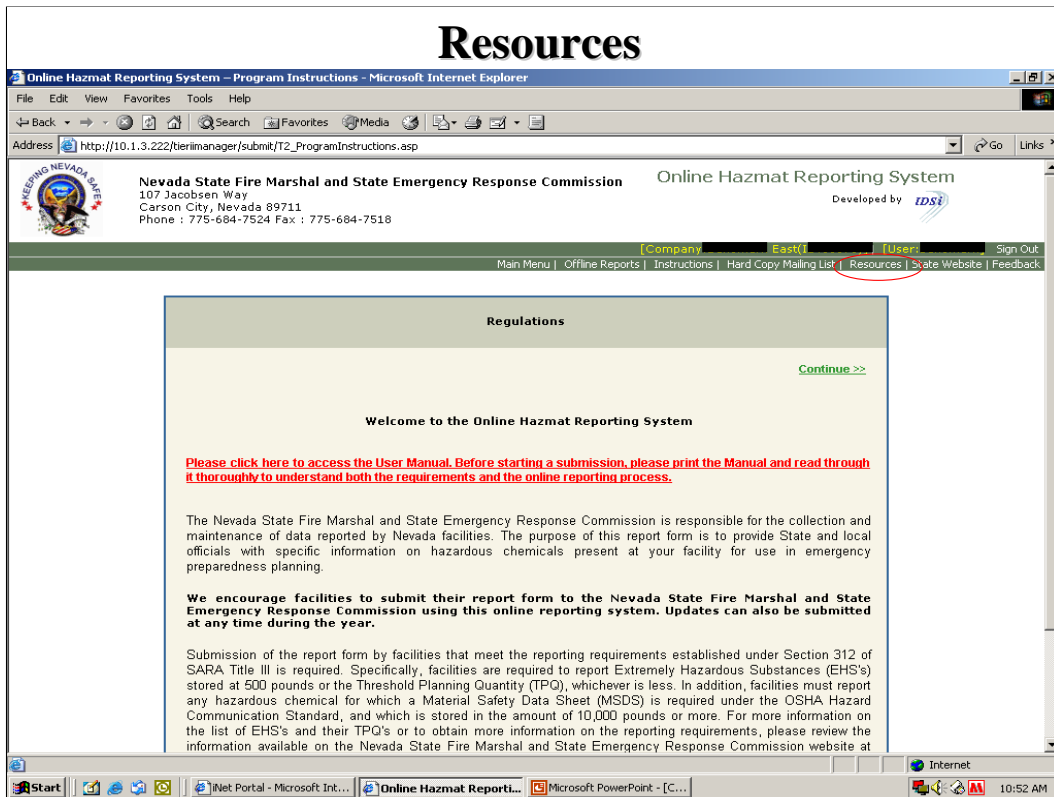 Resources
Online Hazmat Reporting System – Program Instructions - Microsoft Internet Explorer
File Edit View Favorites Tools Help
Back Search Favorites Media
Address http://10.1.3.222/tieriimanager/submit/T2_ProgramInstructions.asp Go Links
KEEPING NEVADA SAFE
Nevada State Fire Marshal and State Emergency Response Commission
107 Jacobsen Way
Carson City, Nevada 89711
Phone : 775-684-7524 Fax : 775-684-7518
Online Hazmat Reporting System
Developed by IDSi
[Company East(I [User: Sign Out
Main Menu | Offline Reports | Instructions | Hard Copy Mailing List | Resources | State Website | Feedback
Regulations
Continue >>
Welcome to the Online Hazmat Reporting System
Please click here to access the User Manual. Before starting a submission, please print the Manual and read through
it thoroughly to understand both the requirements and the online reporting process.
The Nevada State Fire Marshal and State Emergency Response Commission is responsible for the collection and
maintenance of data reported by Nevada facilities. The purpose of this report form is to provide State and local
officials with specific information on hazardous chemicals present at your facility for use in emergency
preparedness planning.
We encourage facilities to submit their report form to the Nevada State Fire Marshal and State
Emergency Response Commission using this online reporting system. Updates can also be submitted
at any time during the year.
Submission of the report form by facilities that meet the reporting requirements established under Section 312 of
SARA Title III is required. Specifically, facilities are required to report Extremely Hazardous Substances (EHS's)
stored at 500 pounds or the Threshold Planning Quantity (TPQ), whichever is less. In addition, facilities must report
any hazardous chemical for which a Material Safety Data Sheet (MSDS) is required under the OSHA Hazard
Communication Standard, and which is stored in the amount of 10,000 pounds or more. For more information on
the list of EHS's and their TPQ's or to obtain more information on the reporting requirements, please review the
information available on the Nevada State Fire Marshal and State Emergency Response Commission website at
Internet
Start iNet Portal - Microsoft Int... Online Hazmat Reporti... Microsoft PowerPoint - [C... 10:52 AM